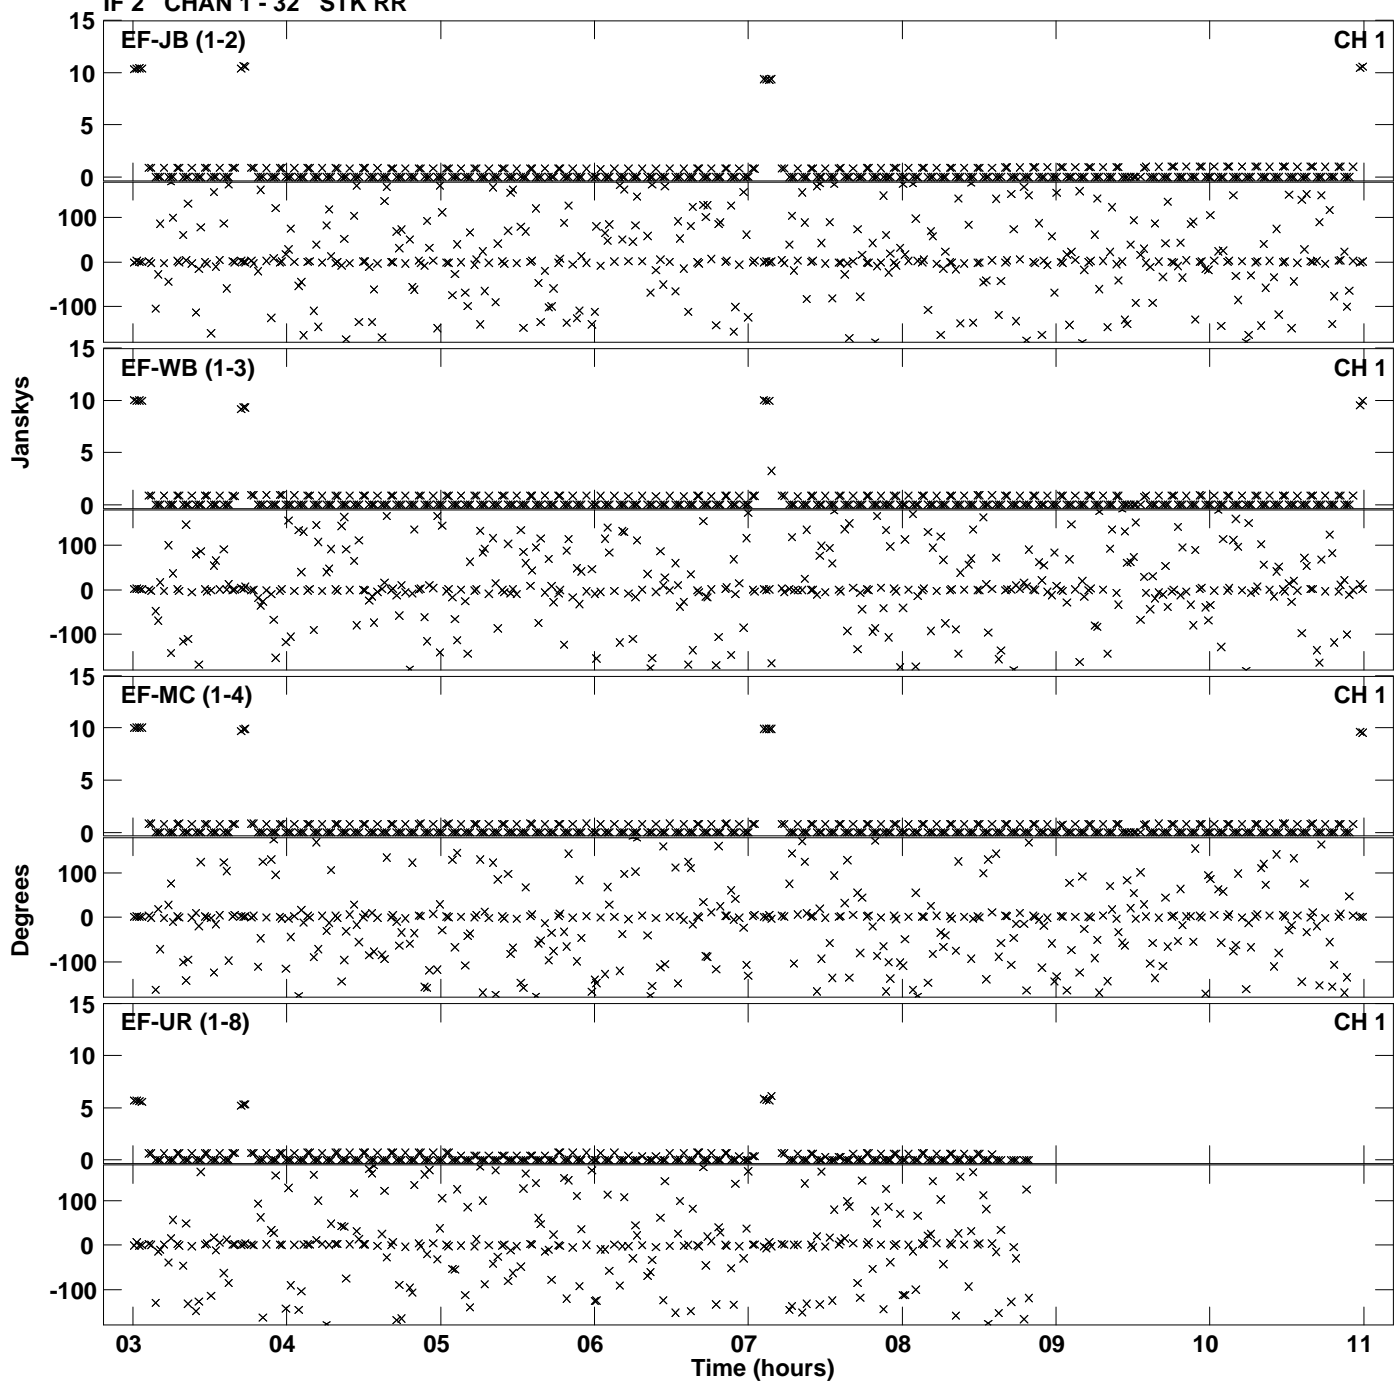 IF 2 CHAN 1 - 32 STK RR
15
EF-JB (1-2)
CH 1
10
5
0
100
0
-100
15
EF-WB (1-3)
CH 1
10
5
0
100
0
-100
Janskys
15
EF-MC (1-4)
CH 1
10
5
0
100
0
-100
Degrees
15
EF-UR (1-8)
CH 1
10
5
0
100
0
-100
03 04 05 06 07 08 09 10 11
Time (hours)